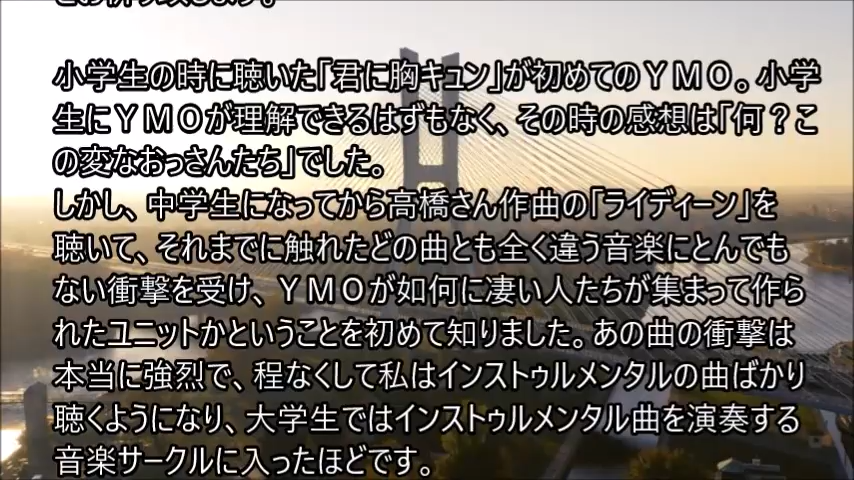 とお祈り致します。
小学生の時に聴いた「君に胸キュン」が初めてのＹＭＯ。小学
生にＹＭＯが理解できるはずもなく、その時の感想は「何？こ
の変なおっさんたち」でした。
しかし、中学生になってから高橋さん作曲の「ライディーン」を
聴いて、それまでに触れたどの曲とも全く違う音楽にとんでも
ない衝撃を受け、ＹＭＯが如何に凄い人たちが集まって作ら
れたユニットかということを初めて知りました。あの曲の衝撃は
本当に強烈で、程なくして私はインストゥルメンタルの曲ばかり
聴くようになり、大学生ではインストゥルメンタル曲を演奏する
音楽サークルに入ったほどです。